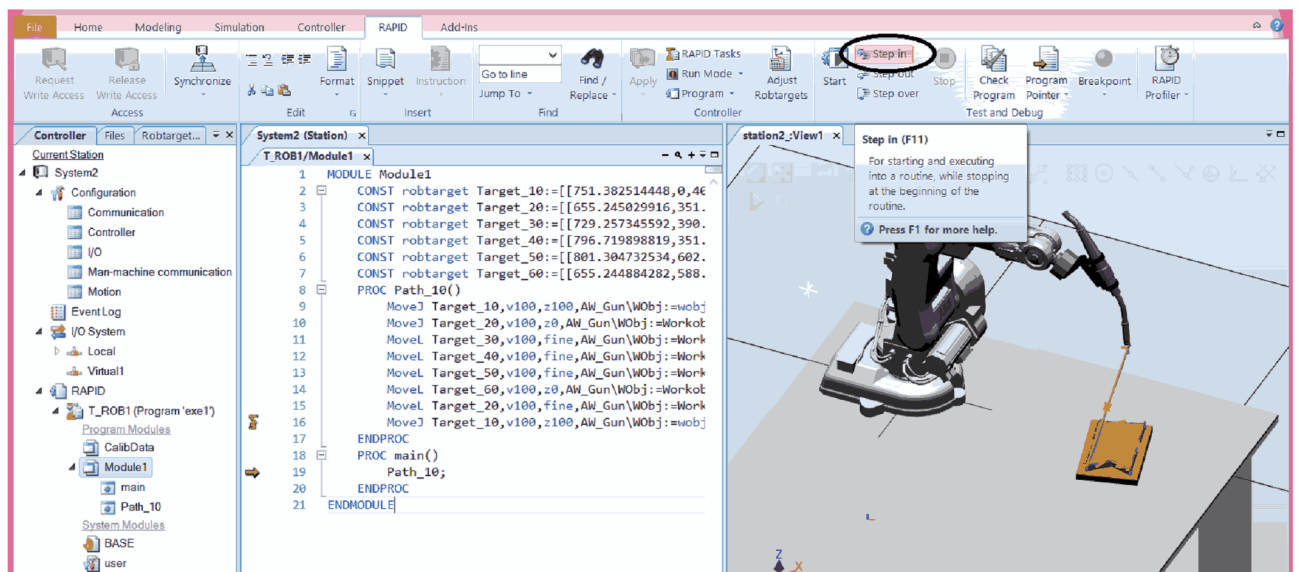 File Home Modeling Simulation Controller RAPID Add-Ins
Request Write Access
Release Write Access
Synchronize
Access
Format
Edit
Snippet
Instruction
Insert
Go to line
Jump To
Find / Replace
Find
Apply
RAPID Tasks
Run Mode
Program
Adjust Robtargets
Controller
Start
Step in
Step out
Step over
Stop
Check Program
Program Pointer
Breakpoint
Test and Debug
RAPID Profiler
Controller Files Robtarget...
Current Station
System2
Configuration
Communication
Controller
I/O
Man-machine communication
Motion
Event Log
I/O System
Local
Virtual1
RAPID
T_ROB1 (Program 'exe1')
Program Modules
CalibData
Module1
main
Path_10
System Modules
BASE
user
System2 (Station)
T_ROB1/Module1
1 MODULE Module1
2 CONST robtarget Target_10:=[[751.382514448,0,46
3 CONST robtarget Target_20:=[[655.245029916,351.
4 CONST robtarget Target_30:=[[729.257345592,390.
5 CONST robtarget Target_40:=[[796.719898819,351.
6 CONST robtarget Target_50:=[[801.304732534,602.
7 CONST robtarget Target_60:=[[655.244884282,588.
8 PROC Path_10()
9 MoveJ Target_10,v100,z100,AW_Gun\WObj:=wobj
10 MoveJ Target_20,v100,z0,AW_Gun\WObj:=Workob
11 MoveL Target_30,v100,fine,AW_Gun\WObj:=Work
12 MoveL Target_40,v100,fine,AW_Gun\WObj:=Work
13 MoveL Target_50,v100,fine,AW_Gun\WObj:=Work
14 MoveL Target_60,v100,z0,AW_Gun\WObj:=Workob
15 MoveL Target_20,v100,fine,AW_Gun\WObj:=Work
16 MoveJ Target_10,v100,z100,AW_Gun\WObj:=wobj
17 ENDPROC
18 PROC main()
19 Path_10;
20 ENDPROC
21 ENDMODULE
station2_:View1
Step in (F11)
For starting and executing
into a routine, while stopping
at the beginning of the
routine.
Press F1 for more help.
Z
X